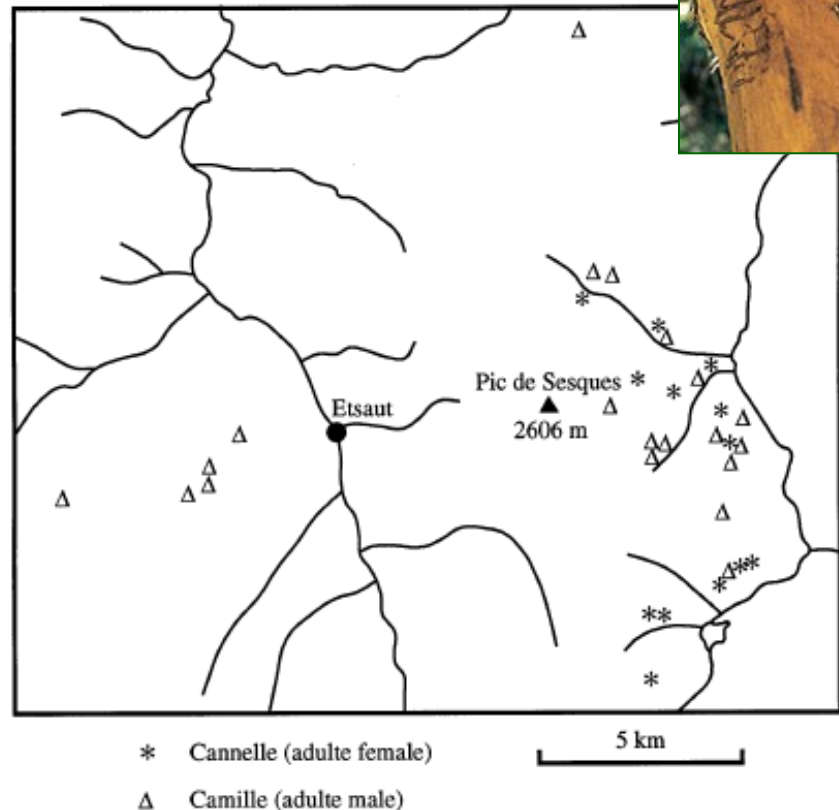 Pic de Sesques
2606 m
Etsaut
5 km
Cannelle (adulte female)
Camille (adulte male)